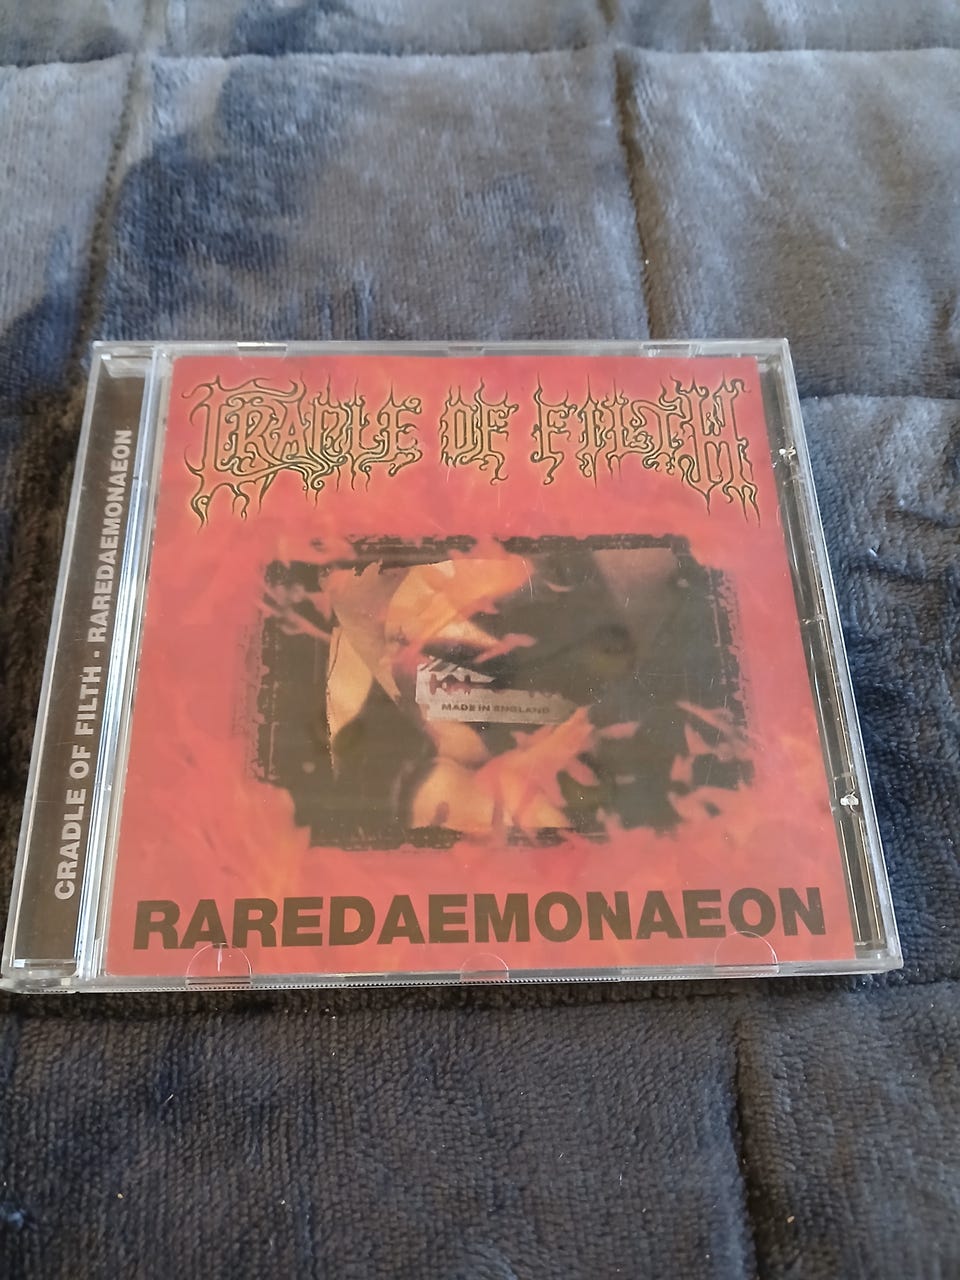 CRADLE OF FILTH
MADE IN ENGLAND
RAREDAEMONAEON
CRADLE OF FILTH - RAREDAEMONAEON